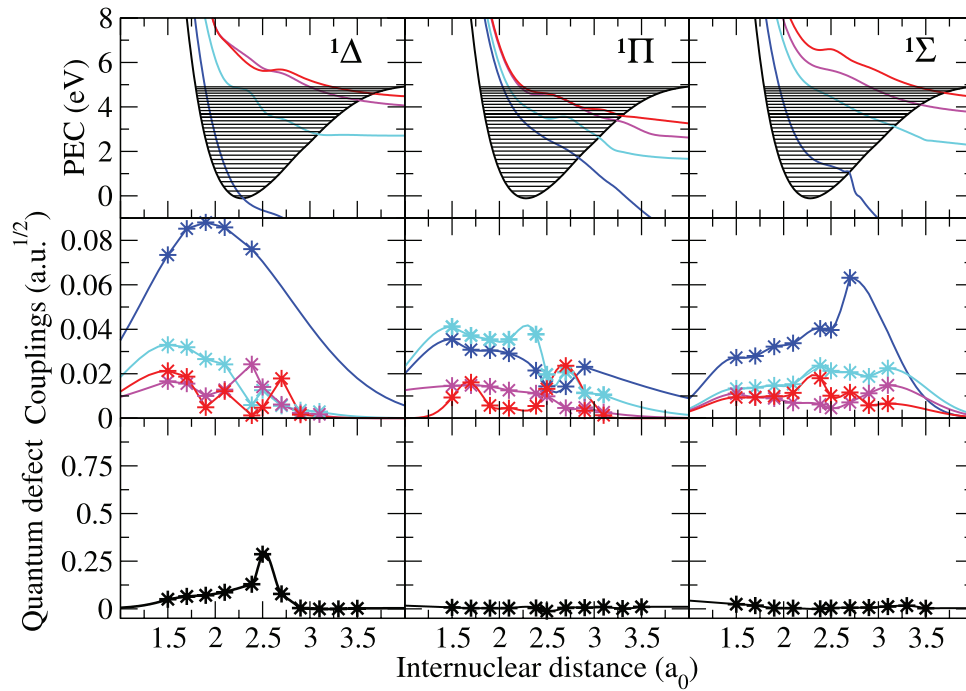 ¹Δ ¹Π ¹Σ
PEC (eV)
8
6
4
2
0
Couplings (a.u.¹ᐟ²)
0.08
0.06
0.04
0.02
0
Quantum defect
0.75
0.5
0.25
0
1.5 2 2.5 3 3.5 1.5 2 2.5 3 3.5 1.5 2 2.5 3 3.5
Internuclear distance (a₀)